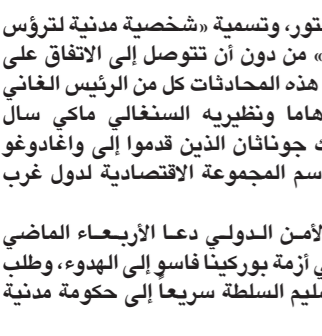 تور، وتسمية «شخصية مدنية لترؤس
» من دون أن تتوصل إلى الاتفاق على
هذه المحادثات كل من الرئيس الغاني
هاما ونظيريه السنغالي ماكي سال
جوناثان الذين قدموا إلى واغادوغو
سم المجموعة الاقتصادية لدول غرب
لأمن الدولي دعا الأربعاء الماضي
ي أزمة بوركينا فاسو إلى الهدوء، وطلب
سليم السلطة سريعاً إلى حكومة مدنية